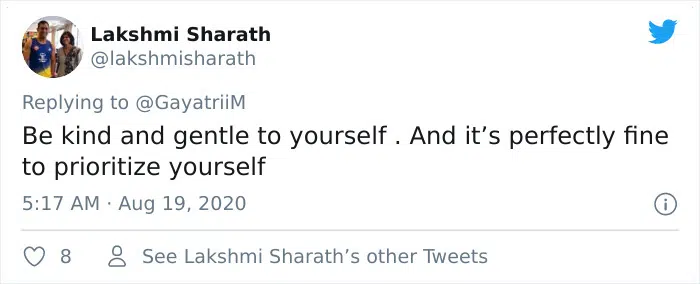 Lakshmi Sharath
@lakshmisharath
Replying to @GayatriiM
Be kind and gentle to yourself . And it’s perfectly fine
to prioritize yourself
5:17 AM · Aug 19, 2020
8 See Lakshmi Sharath’s other Tweets